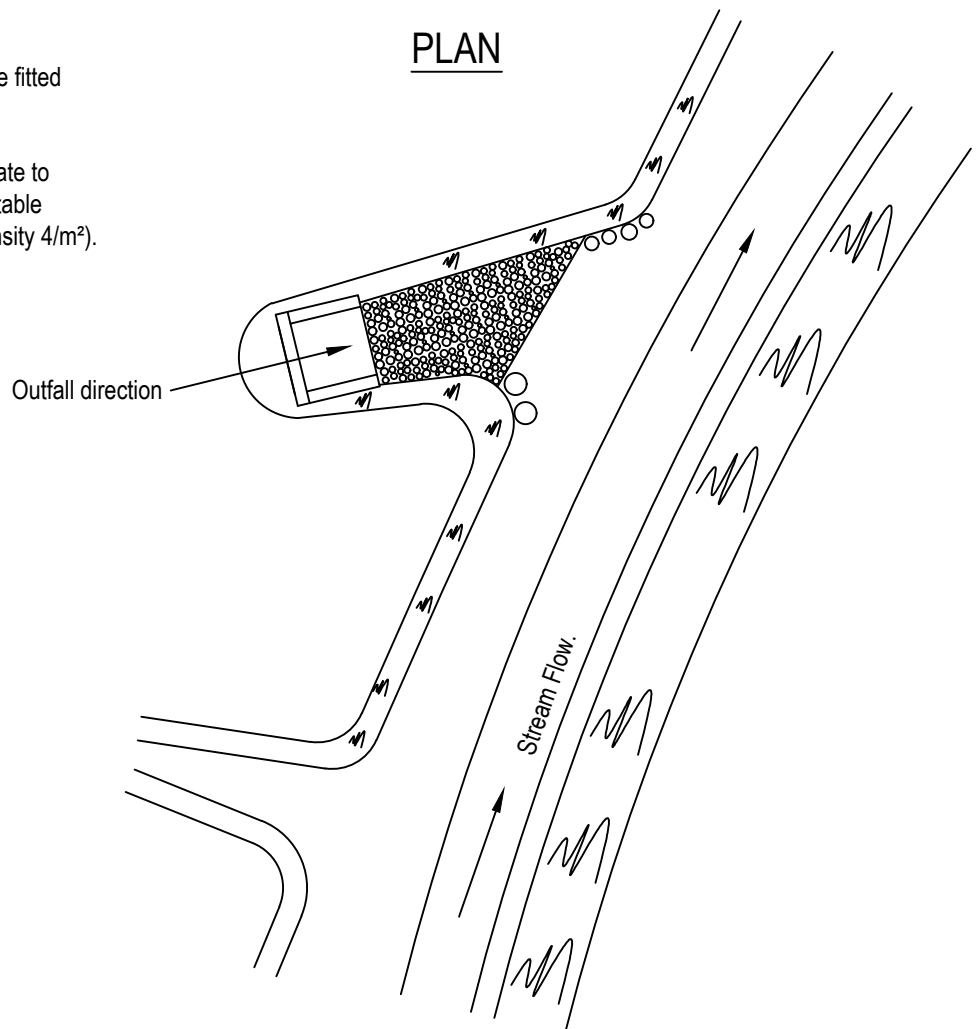 PLAN
e fitted
ate to
table
nsity 4/m²).
Outfall direction
Stream Flow.